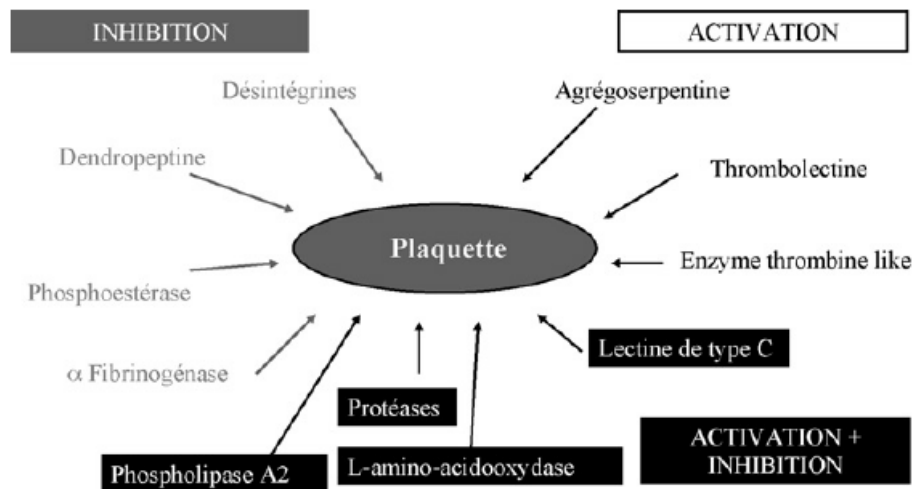 INHIBITION
ACTIVATION
Désintégrines
Agrégoserpentine
Dendropeptine
Thrombolectine
Plaquette
Enzyme thrombine like
Phosphoestérase
Lectine de type C
α Fibrinogénase
Protéases
ACTIVATION +
INHIBITION
Phospholipase A2
L-amino-acidooxydase